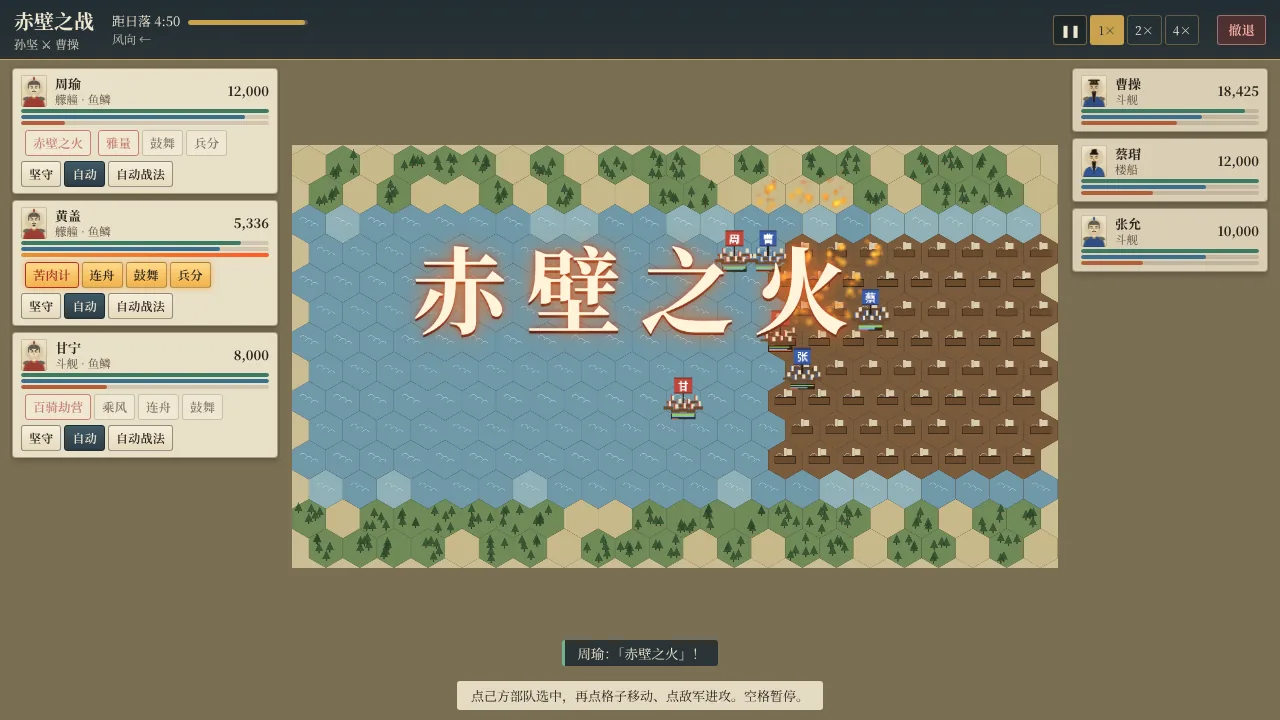 赤壁之战
孙坚 ⚔ 曹操
距日落 4:50
风向 ←
❚❚
1×
2×
4×
撤退
周瑜
艨艟 · 鱼鳞
12,000
赤壁之火 雅量 鼓舞 兵分
坚守 自动 自动战法
黄盖
艨艟 · 鱼鳞
5,336
苦肉计 连舟 鼓舞 兵分
坚守 自动 自动战法
甘宁
斗舰 · 鱼鳞
8,000
百骑劫营 乘风 连舟 鼓舞
坚守 自动 自动战法
周 曹
赤壁之火
蔡
张
甘
曹操
斗舰
18,425
蔡瑁
楼船
12,000
张允
斗舰
10,000
周瑜：「赤壁之火」！
点己方部队选中，再点格子移动、点敌军进攻。空格暂停。